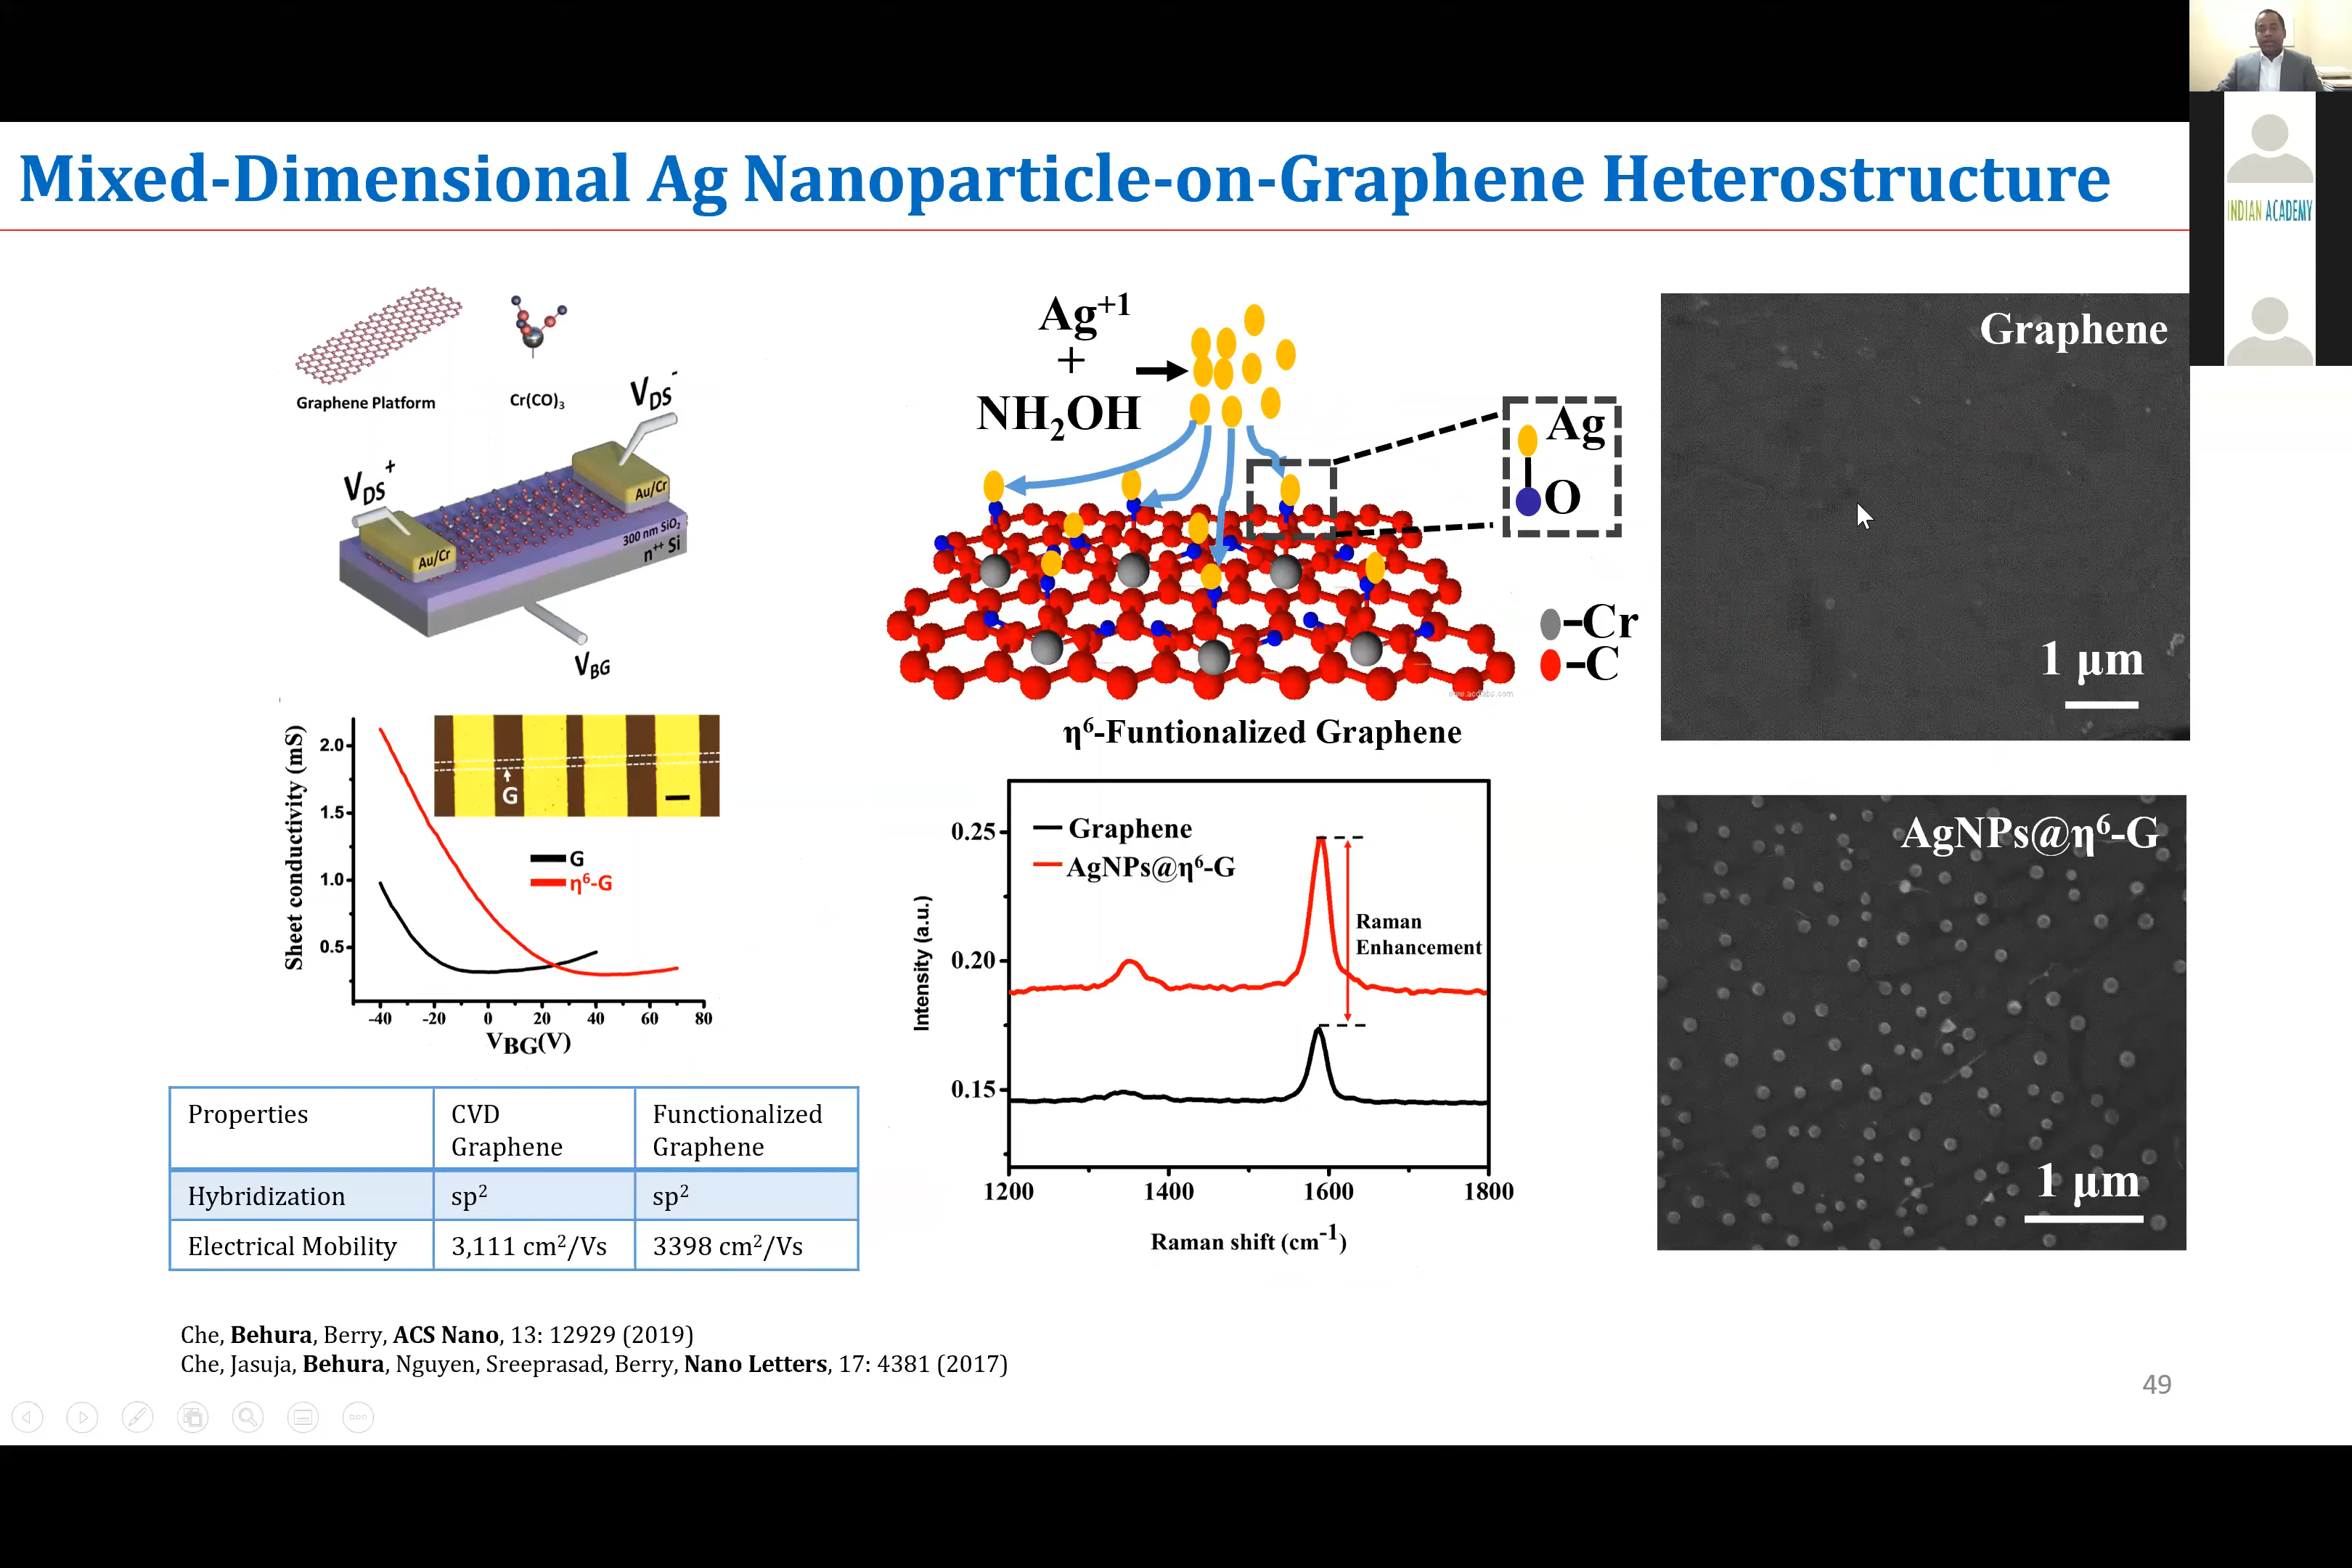 Mixed-Dimensional Ag Nanoparticle-on-Graphene Heterostructure
INDIAN ACADEMY
Graphene Platform
Cr(CO)₃
V_DS⁻
V_DS⁺
Au/Cr
Au/Cr
300 nm SiO₂
n⁺⁺ Si
V_BG
Ag⁺¹
+
NH₂OH
Ag
O
-Cr
-C
www.acdlabs.com
η⁶-Funtionalized Graphene
Graphene
1 μm
AgNPs@η⁶-G
1 μm
Sheet conductivity (mS)
2.0
1.5
1.0
0.5
G
G
η⁶-G
-40 -20 0 20 40 60 80
V_BG(V)
Intensity (a.u.)
0.25
0.20
0.15
Graphene
AgNPs@η⁶-G
Raman
Enhancement
1200 1400 1600 1800
Raman shift (cm⁻¹)
Properties CVD Graphene Functionalized Graphene
Hybridization sp² sp²
Electrical Mobility 3,111 cm²/Vs 3398 cm²/Vs
Che, Behura, Berry, ACS Nano, 13: 12929 (2019)
Che, Jasuja, Behura, Nguyen, Sreeprasad, Berry, Nano Letters, 17: 4381 (2017)
49